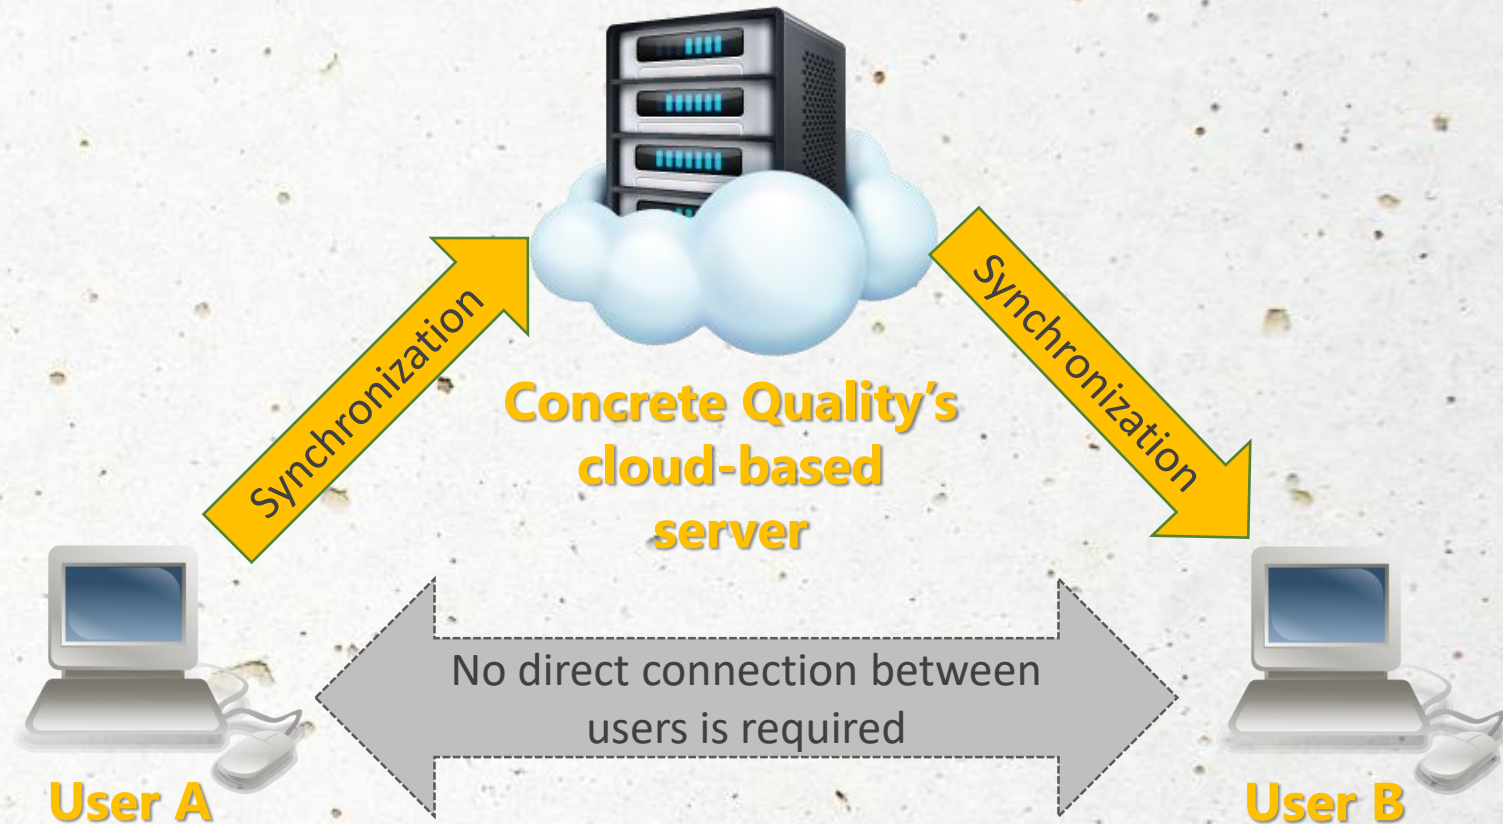 Synchronization
Synchronization
Concrete Quality’s
cloud-based
server
No direct connection between
users is required
User A
User B